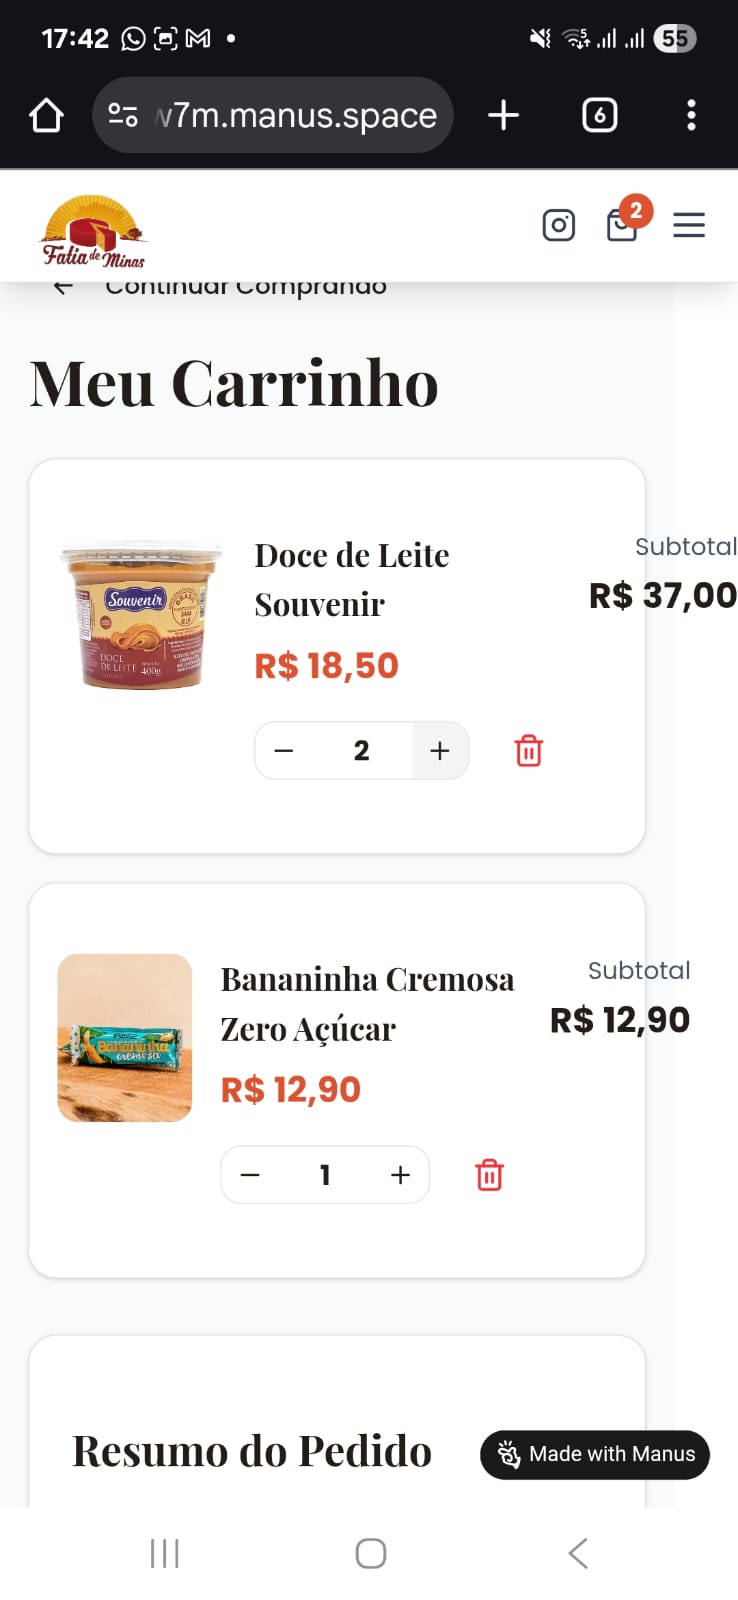 17:42
55
v7m.manus.space
6
Fatia de Minas
2
Continuar Comprando
Meu Carrinho
Souvenir
DOCE
DE LEITE
400g
Doce de Leite
Souvenir
R$ 18,50
2
Subtotal
R$ 37,00
Bananinha
cremosa
Bananinha Cremosa
Zero Açúcar
R$ 12,90
1
Subtotal
R$ 12,90
Resumo do Pedido
Made with Manus